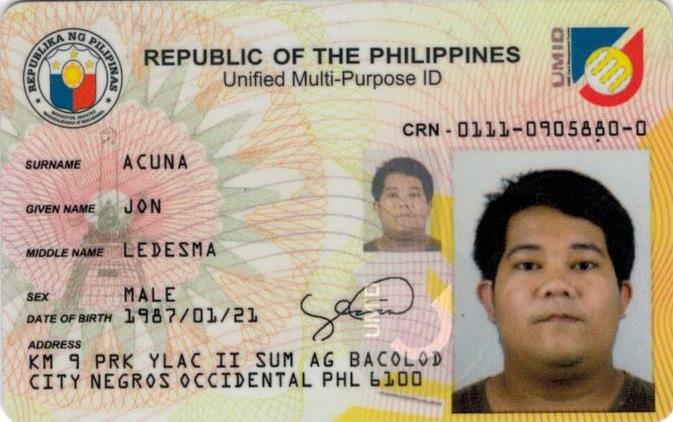 REPUBLIKA NG PILIPINAS
REPUBLIC OF THE PHILIPPINES
Unified Multi-Purpose ID
UMID
CRN - 0111-0905880-0
SURNAME ACUNA
GIVEN NAME JON
MIDDLE NAME LEDESMA
SEX MALE
DATE OF BIRTH 1987/01/21
UMID
ADDRESS
KM 9 PRK YLAC II SUM AG BACOLOD
CITY NEGROS OCCIDENTAL PHL 6100